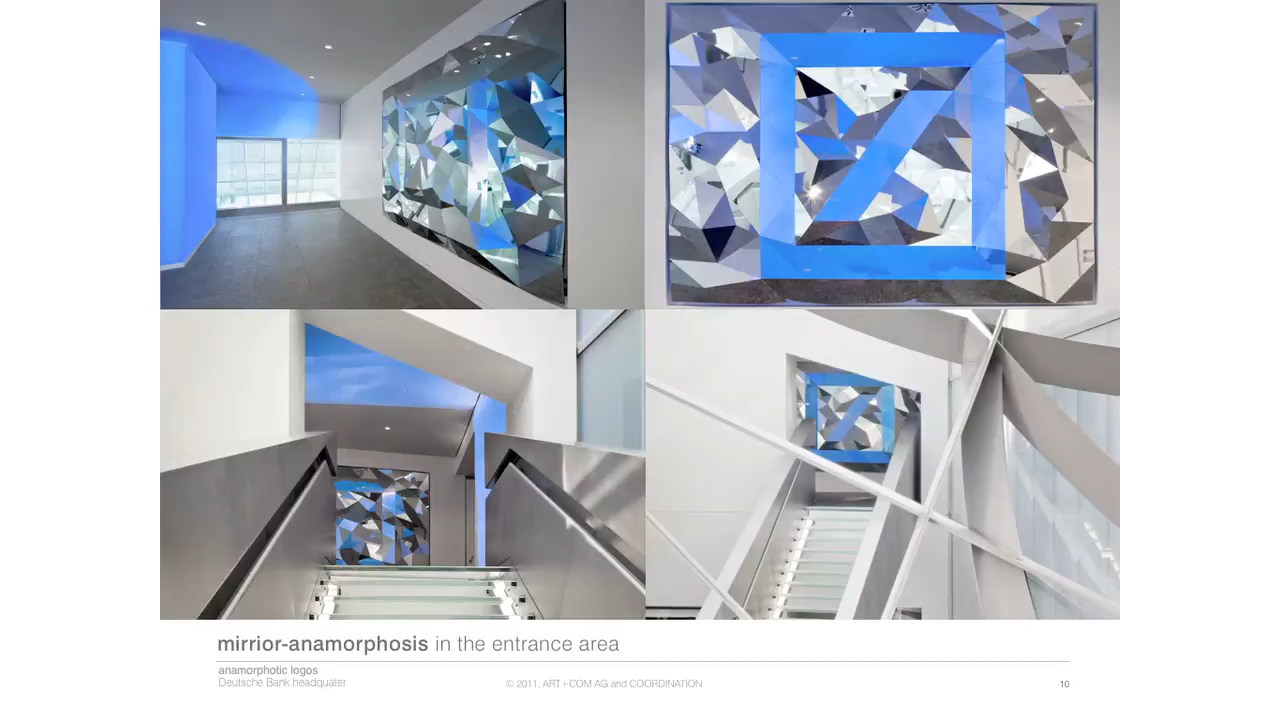 mirrior-anamorphosis in the entrance area
anamorphotic logos
Deutsche Bank headquater
© 2011. ART+COM AG and COORDINATION
10